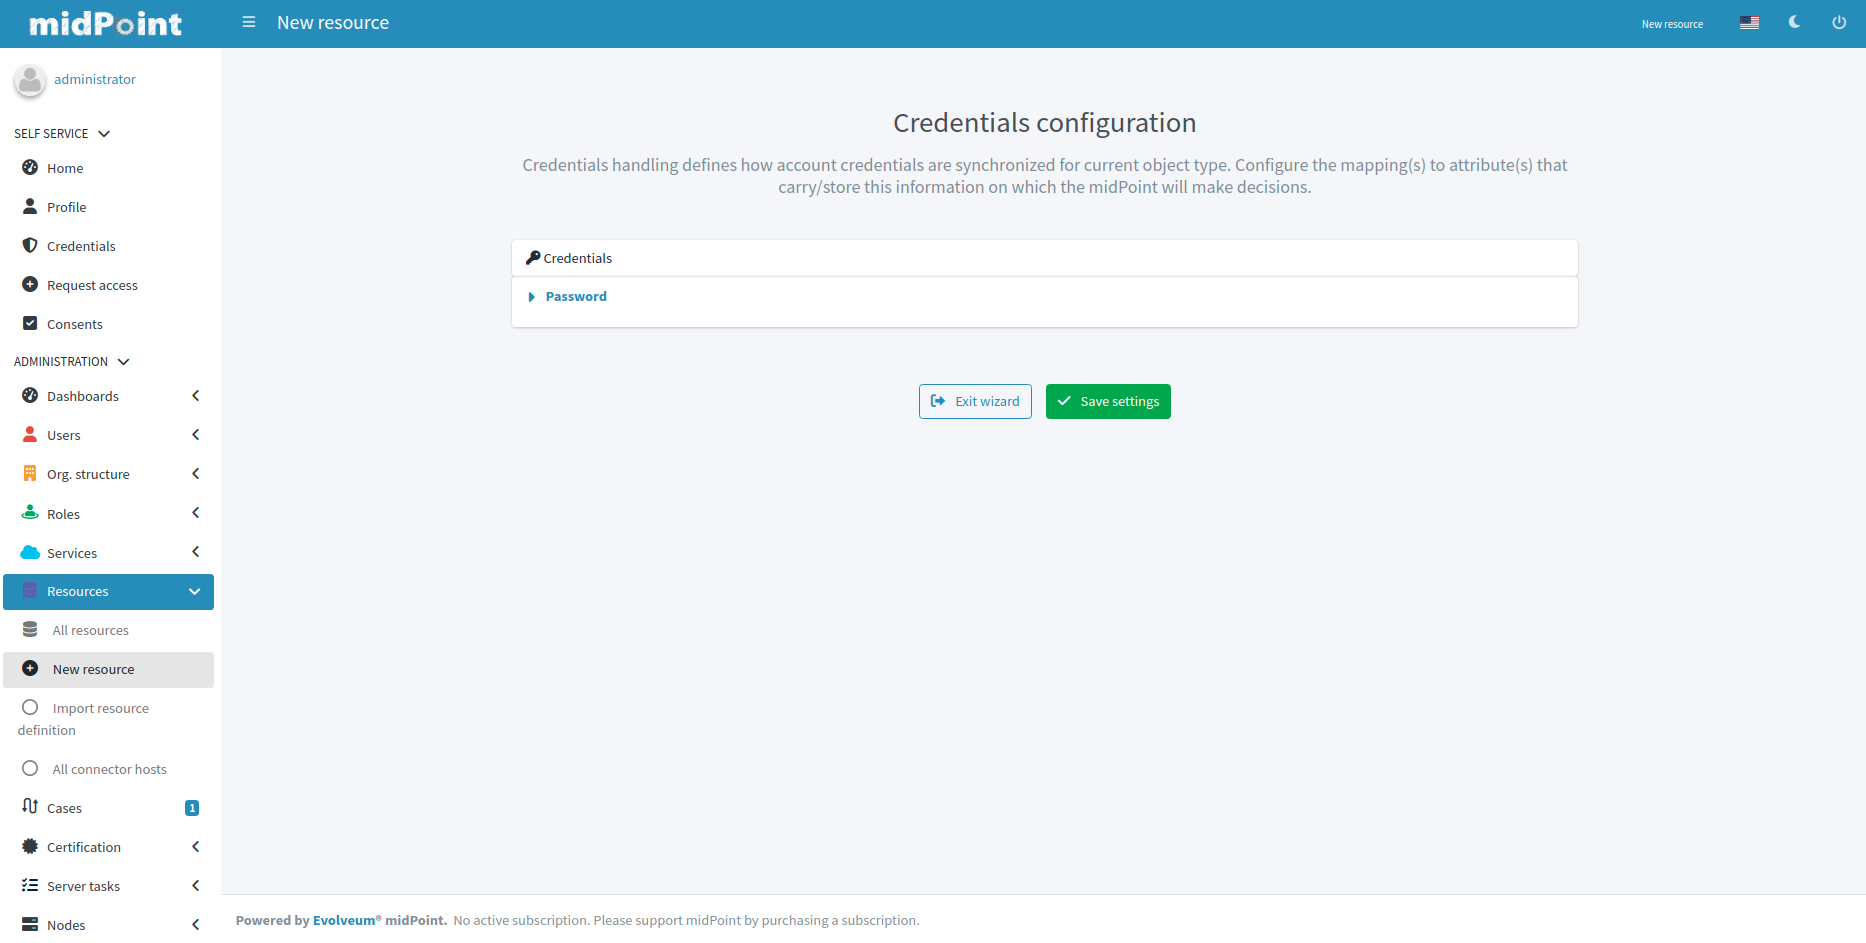 midPoint
New resource
New resource
administrator
SELF SERVICE
Home
Profile
Credentials
Request access
Consents
ADMINISTRATION
Dashboards
Users
Org. structure
Roles
Services
Resources
All resources
New resource
Import resource
definition
All connector hosts
Cases
1
Certification
Server tasks
Nodes
Credentials configuration
Credentials handling defines how account credentials are synchronized for current object type. Configure the mapping(s) to attribute(s) that
carry/store this information on which the midPoint will make decisions.
Credentials
Password
Exit wizard
Save settings
Powered by Evolveum® midPoint. No active subscription. Please support midPoint by purchasing a subscription.